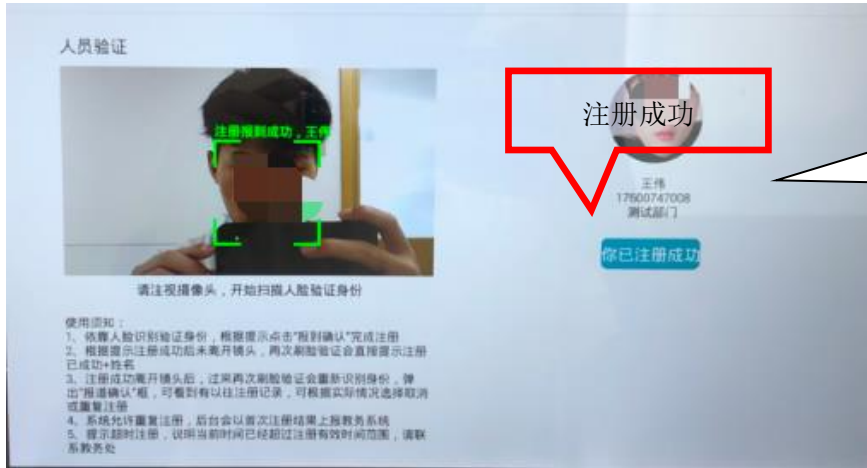 人员验证
注册报到成功，王伟
请注视摄像头，开始扫描人脸验证身份
使用须知：
1、依靠人脸识别验证身份，根据提示点击“报到确认”完成注册
2、根据提示注册成功后未离开镜头，再次刷脸验证会直接提示注册
已成功+姓名
3、注册成功离开镜头后，过来再次刷脸验证会重新识别身份，弹
出“报道确认”框，可看到有以往注册记录，可根据实际情况选择取消
或重复注册
4、系统允许重复注册，后台会以首次注册结果上报教务系统
5、提示超时注册，说明当前时间已经超过注册有效时间范围，请联
系教务处
注册成功
王伟
17600747008
测试部门
你已注册成功